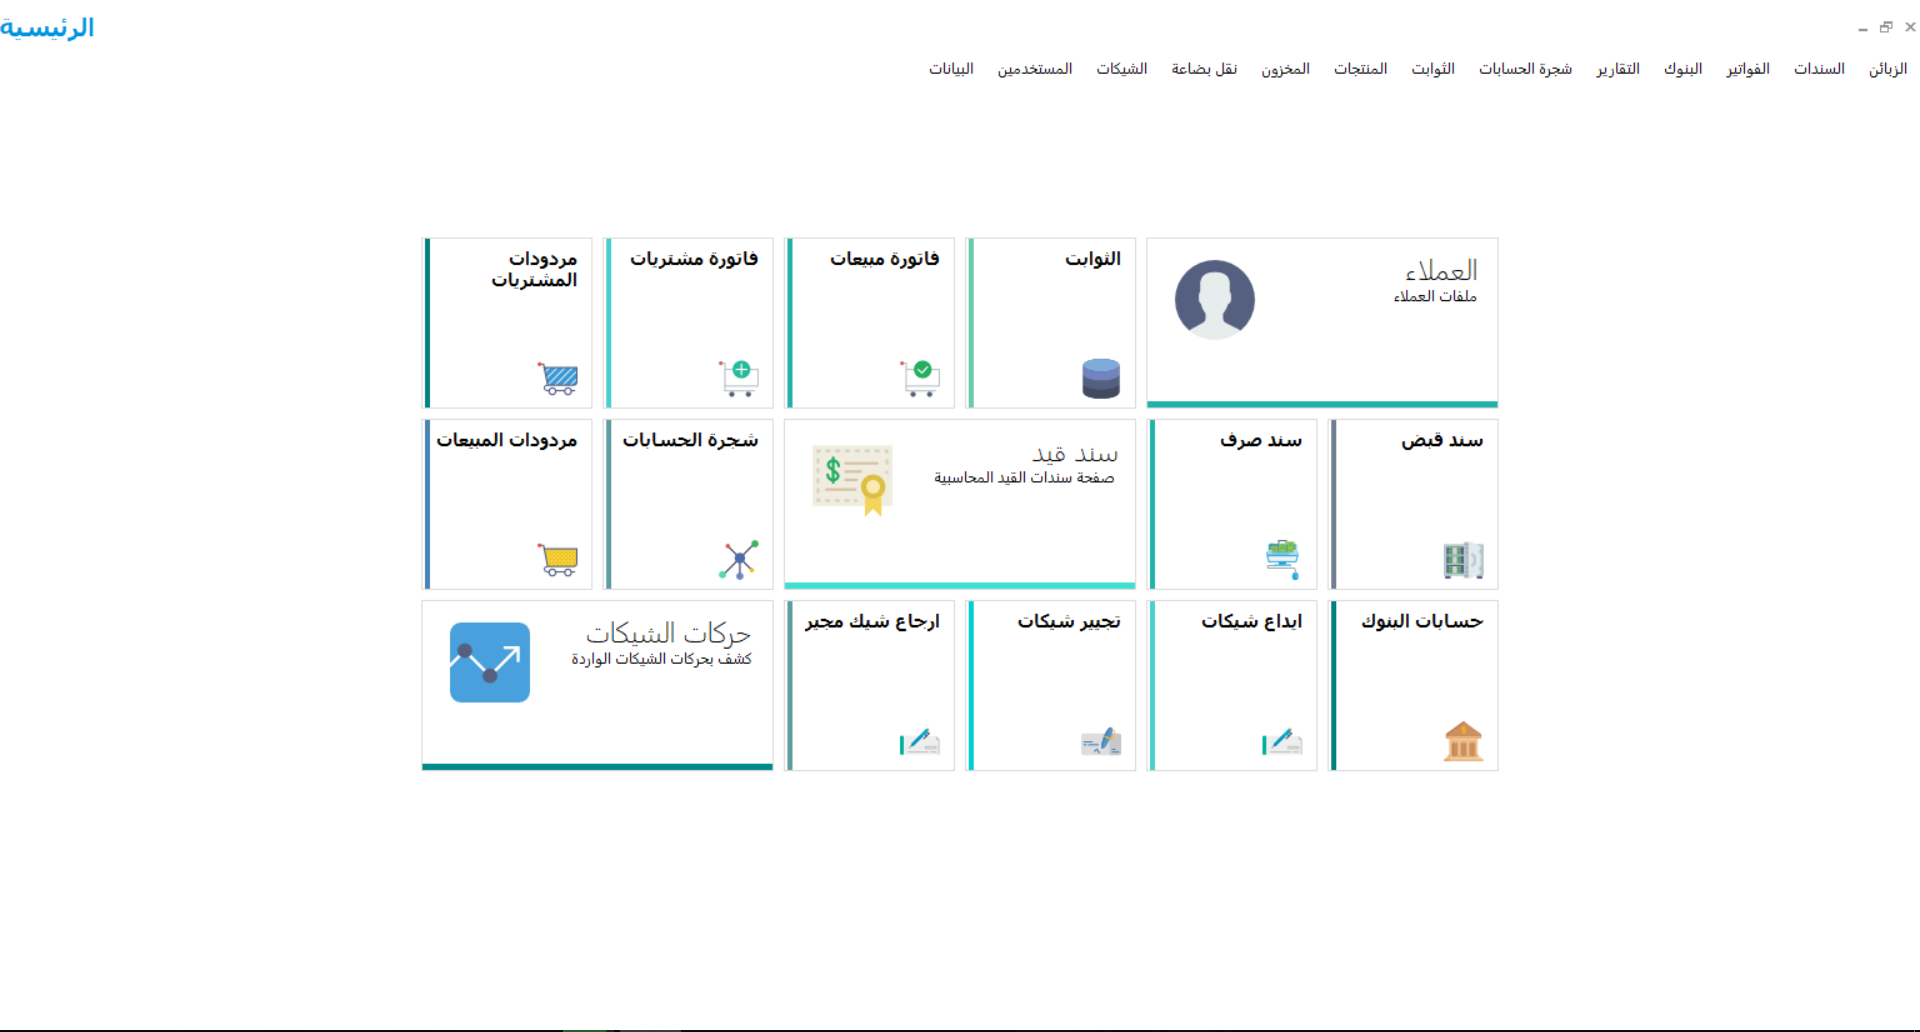 الرئيسية
الزبائن السندات الفواتير البنوك التقارير شجرة الحسابات الثوابت المنتجات المخزون نقل بضاعة الشيكات المستخدمين البيانات
العملاء
ملفات العملاء
الثوابت
فاتورة مبيعات
فاتورة مشتريات
مردودات
المشتريات
سند قبض
سند صرف
سند قيد
صفحة سندات القيد المحاسبية
شجرة الحسابات
مردودات المبيعات
حسابات البنوك
ايداع شيكات
تجيير شيكات
ارجاع شيك مجير
حركات الشيكات
كشف بحركات الشيكات الواردة